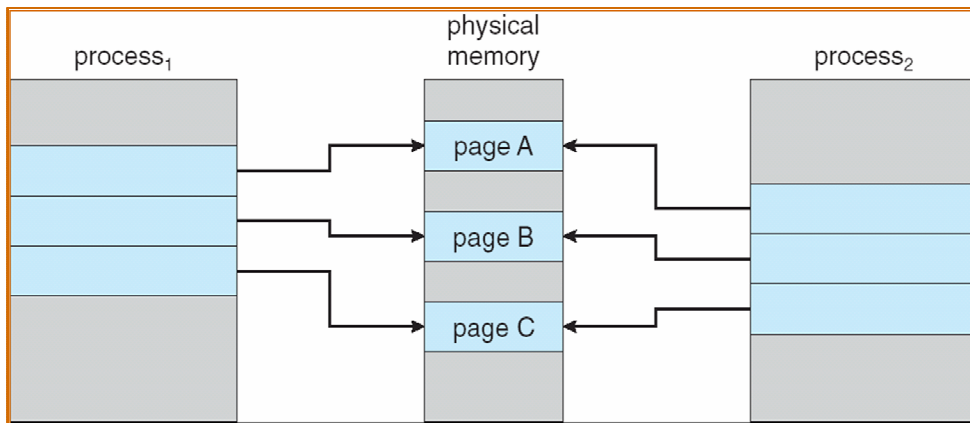 process₁
physical
memory
process₂
page A
page B
page C